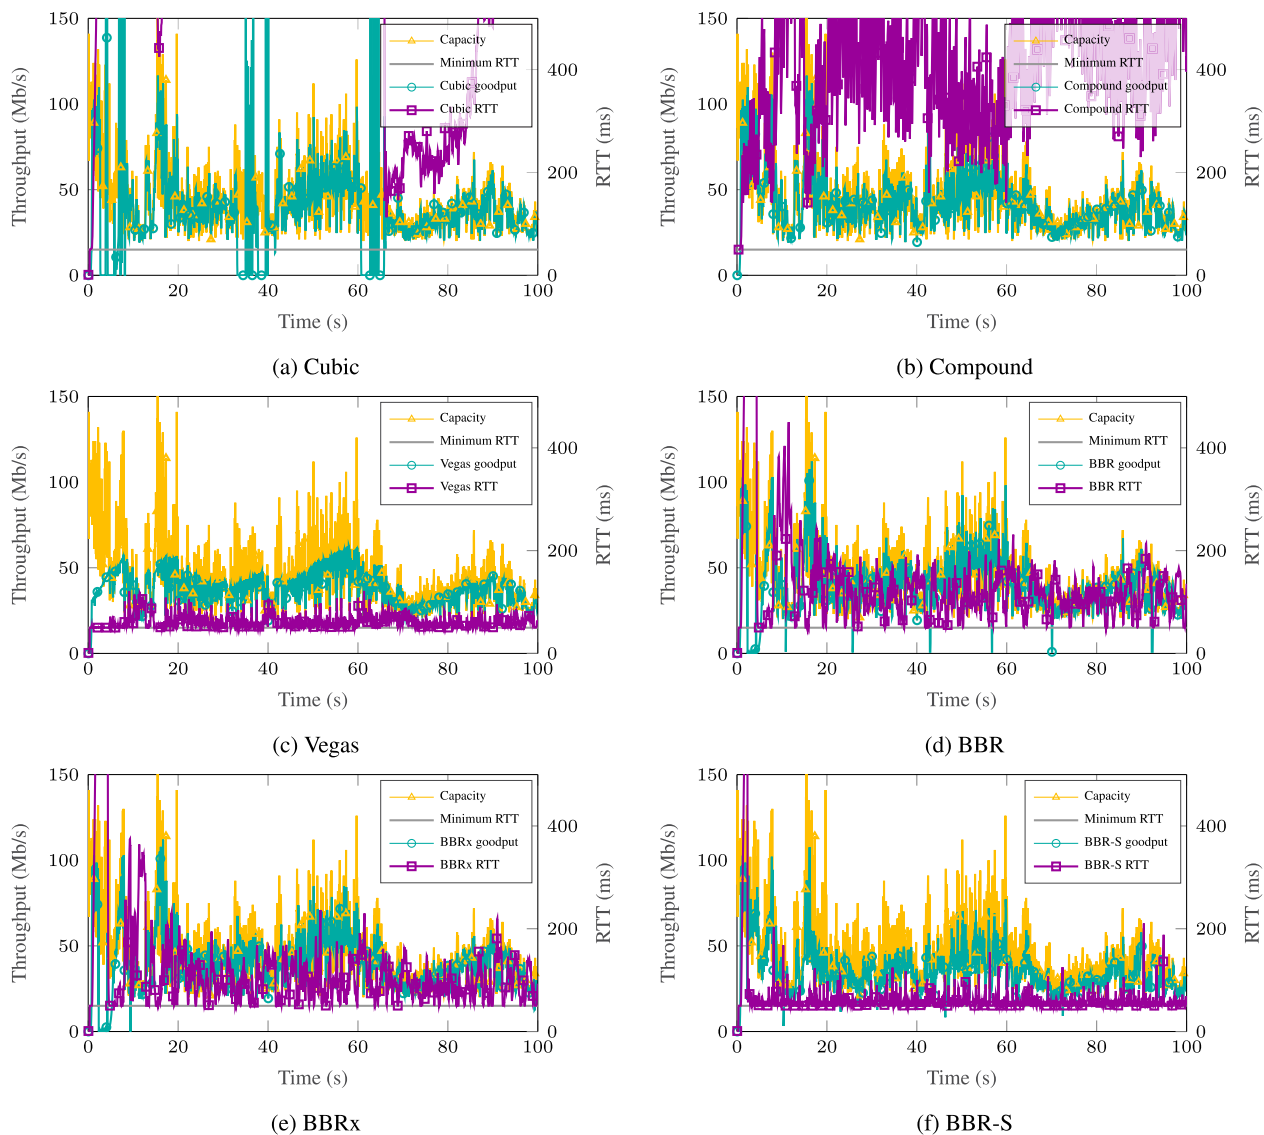 150
100
50
0
400
200
0
0
20
40
60
80
100
Throughput (Mb/s)
RTT (ms)
Time (s)
Capacity
Minimum RTT
Cubic goodput
Cubic RTT
(a) Cubic
150
100
50
0
400
200
0
0
20
40
60
80
100
Throughput (Mb/s)
RTT (ms)
Time (s)
Capacity
Minimum RTT
Compound goodput
Compound RTT
(b) Compound
150
100
50
0
400
200
0
0
20
40
60
80
100
Throughput (Mb/s)
RTT (ms)
Time (s)
Capacity
Minimum RTT
Vegas goodput
Vegas RTT
(c) Vegas
150
100
50
0
400
200
0
0
20
40
60
80
100
Throughput (Mb/s)
RTT (ms)
Time (s)
Capacity
Minimum RTT
BBR goodput
BBR RTT
(d) BBR
150
100
50
0
400
200
0
0
20
40
60
80
100
Throughput (Mb/s)
RTT (ms)
Time (s)
Capacity
Minimum RTT
BBRx goodput
BBRx RTT
(e) BBRx
150
100
50
0
400
200
0
0
20
40
60
80
100
Throughput (Mb/s)
RTT (ms)
Time (s)
Capacity
Minimum RTT
BBR-S goodput
BBR-S RTT
(f) BBR-S